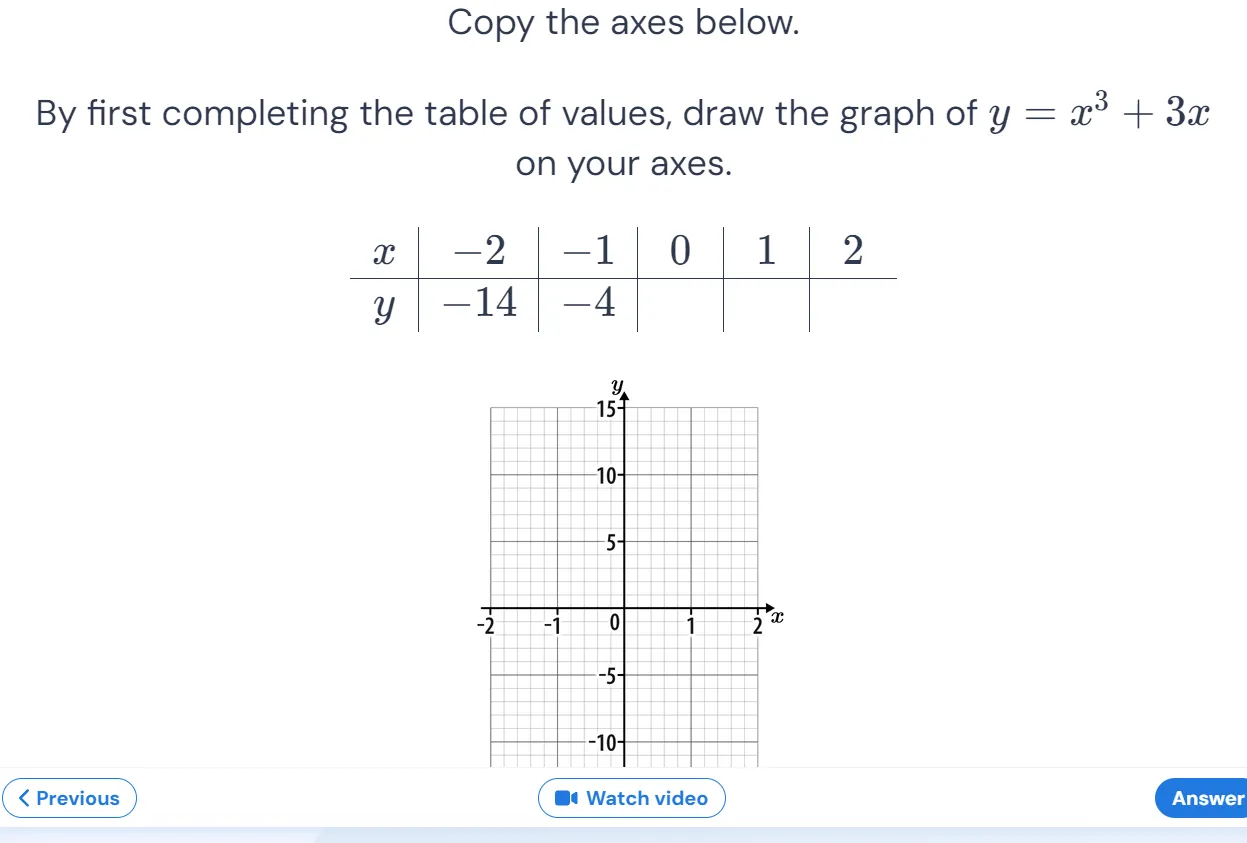 Copy the axes below.
By first completing the table of values, draw the graph of y = x³ + 3x
on your axes.
x −2 −1 0 1 2
y −14 −4
y
15
10
5
-2 -1 0 1 2 x
-5
-10
Previous
Watch video
Answer